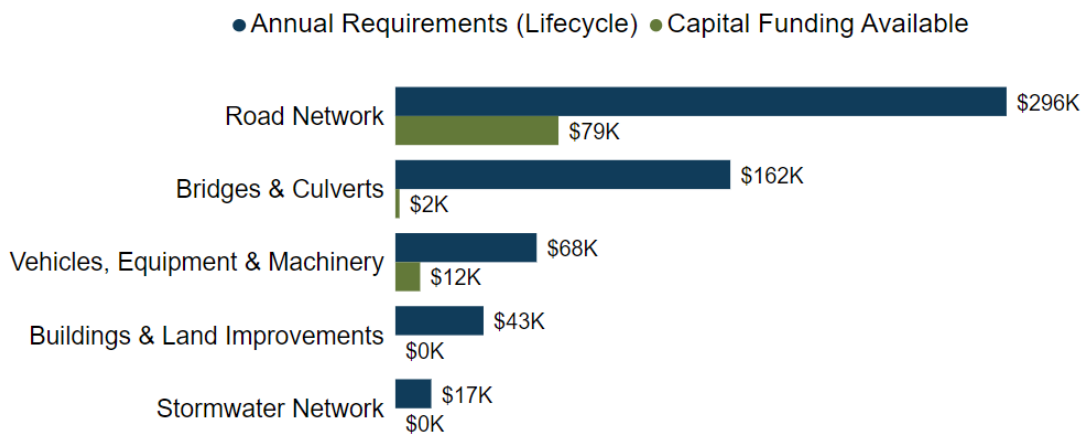 Annual Requirements (Lifecycle) Capital Funding Available
Road Network
$296K
$79K
Bridges & Culverts
$162K
$2K
Vehicles, Equipment & Machinery
$68K
$12K
Buildings & Land Improvements
$43K
$0K
Stormwater Network
$17K
$0K